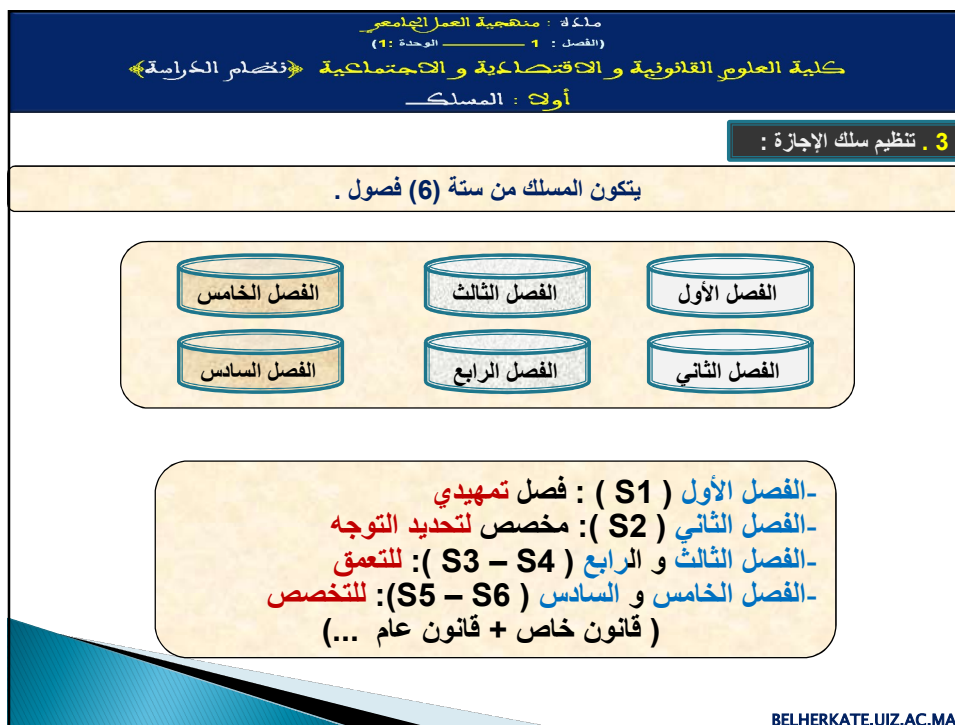 مادة : منهجية العمل الجامعي
(الفصل : 1 ———— الوحدة :1)
كلية العلوم القانونية و الاقتصادية و الاجتماعية «نظام الدراسة»
أولا : المسلك
3 . تنظيم سلك الإجازة :
يتكون المسلك من ستة (6) فصول .
الفصل الأول الفصل الثالث الفصل الخامس
الفصل الثاني الفصل الرابع الفصل السادس
-الفصل الأول ( S1 ) : فصل تمهيدي
-الفصل الثاني ( S2 ): مخصص لتحديد التوجه
-الفصل الثالث و الرابع ( S3 – S4 ): للتعمق
-الفصل الخامس و السادس ( S5 – S6): للتخصص
( قانون خاص + قانون عام ...)
BELHERKATE.UIZ.AC.MA